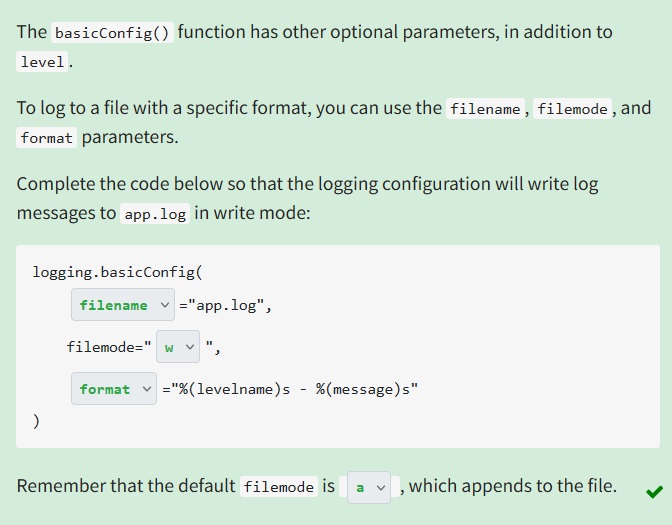 The basicConfig() function has other optional parameters, in addition to
level.
To log to a file with a specific format, you can use the filename, filemode, and
format parameters.
Complete the code below so that the logging configuration will write log
messages to app.log in write mode:
logging.basicConfig(
filename ="app.log",
filemode=" w ",
format ="%(levelname)s - %(message)s"
)
Remember that the default filemode is a , which appends to the file.